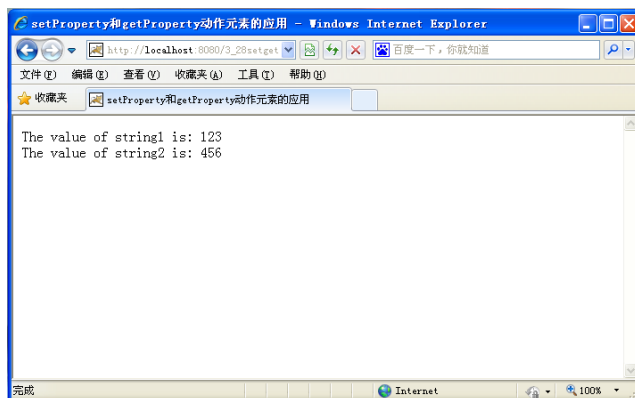 setProperty和getProperty动作元素的应用 - Windows Internet Explorer
http://localhost:8080/3_28setget 百度一下，你就知道
文件(F) 编辑(E) 查看(V) 收藏夹(A) 工具(T) 帮助(H)
收藏夹 setProperty和getProperty动作元素的应用
The value of string1 is: 123
The value of string2 is: 456
完成 Internet 100%